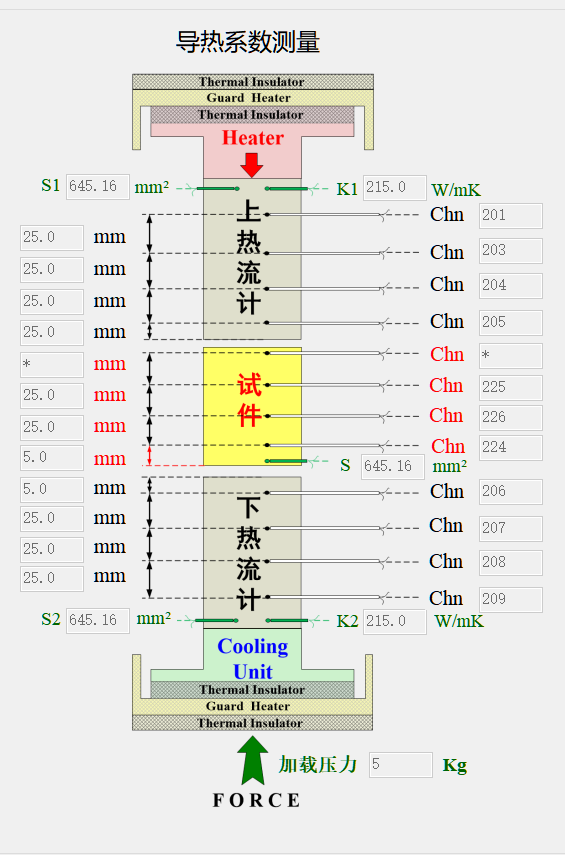 导热系数测量
Thermal Insulator
Guard Heater
Thermal Insulator
Heater
S1 645.16 mm² K1 215.0 W/mK
上热流计
Chn 201
25.0 mm
Chn 203
25.0 mm
Chn 204
25.0 mm
Chn 205
25.0 mm
Chn *
* mm
试件
Chn 225
25.0 mm
Chn 226
25.0 mm
Chn 224
5.0 mm
S 645.16 mm²
5.0 mm
Chn 206
下热流计
25.0 mm
Chn 207
25.0 mm
Chn 208
25.0 mm
Chn 209
S2 645.16 mm² K2 215.0 W/mK
Cooling
Unit
Thermal Insulator
Guard Heater
Thermal Insulator
加载压力 5 Kg
FORCE